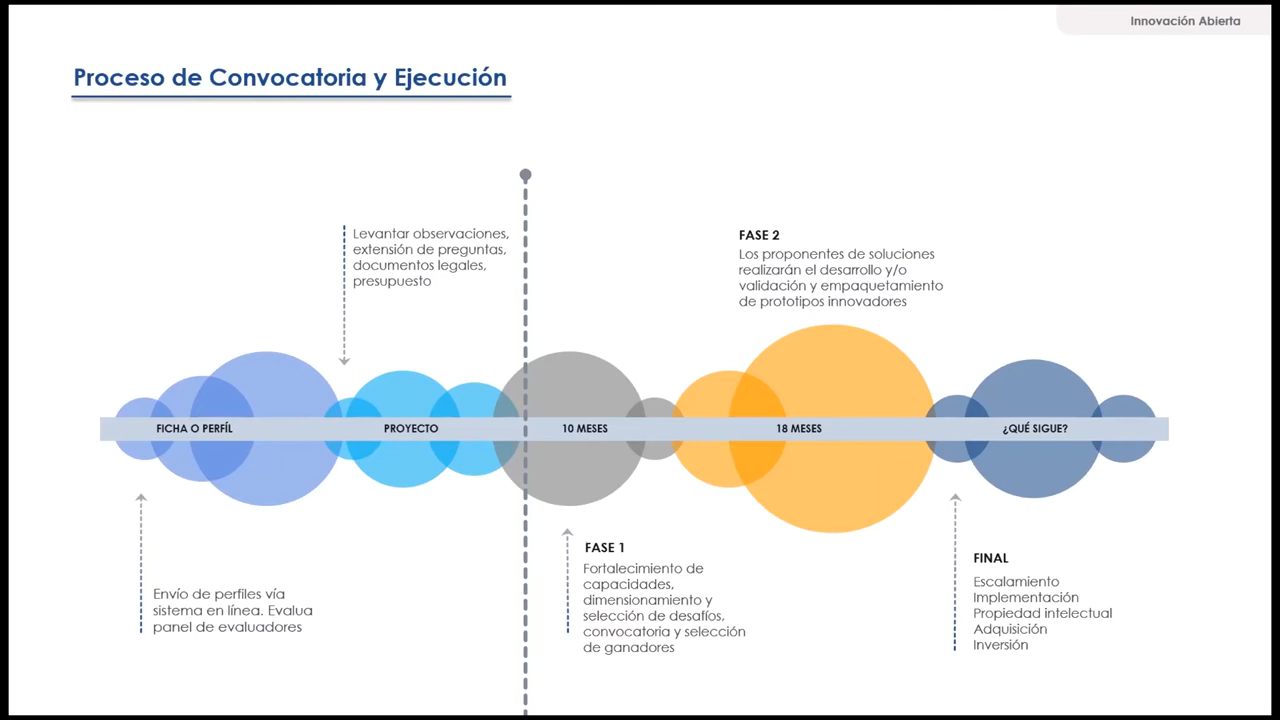 Innovación Abierta
Proceso de Convocatoria y Ejecución
Levantar observaciones,
extensión de preguntas,
documentos legales,
presupuesto
FASE 2
Los proponentes de soluciones
realizarán el desarrollo y/o
validación y empaquetamiento
de prototipos innovadores
FICHA O PERFÍL
PROYECTO
10 MESES
18 MESES
¿QUÉ SIGUE?
Envío de perfiles vía
sistema en línea. Evalua
panel de evaluadores
FASE 1
Fortalecimiento de
capacidades,
dimensionamiento y
selección de desafíos,
convocatoria y selección
de ganadores
FINAL
Escalamiento
Implementación
Propiedad intelectual
Adquisición
Inversión